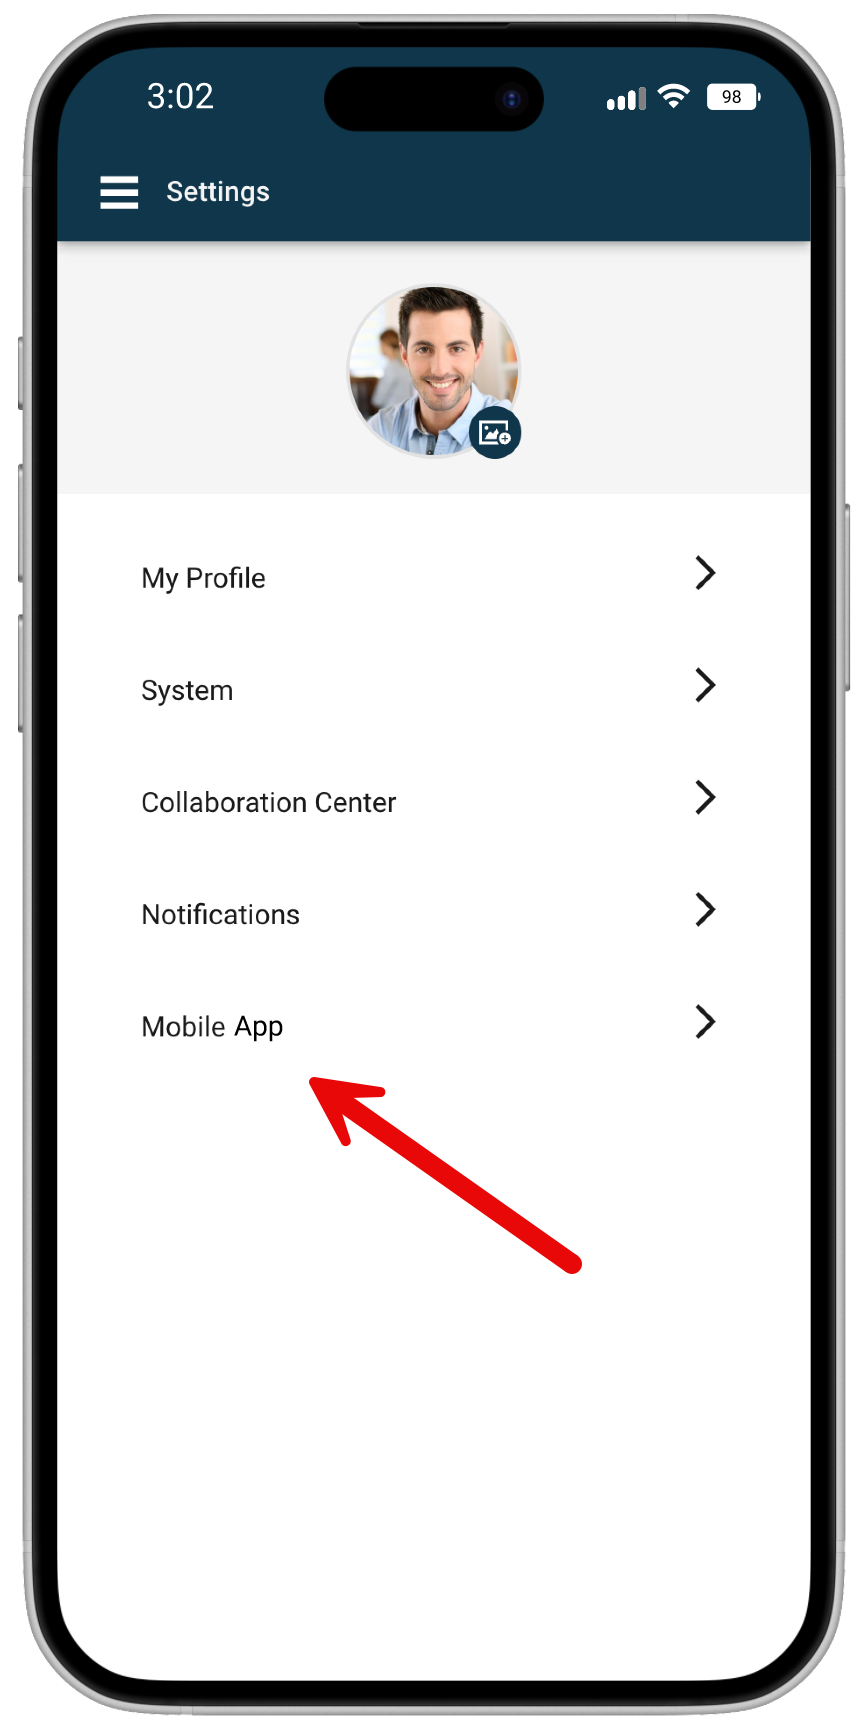 3:02
98
Settings
My Profile
System
Collaboration Center
Notifications
Mobile App